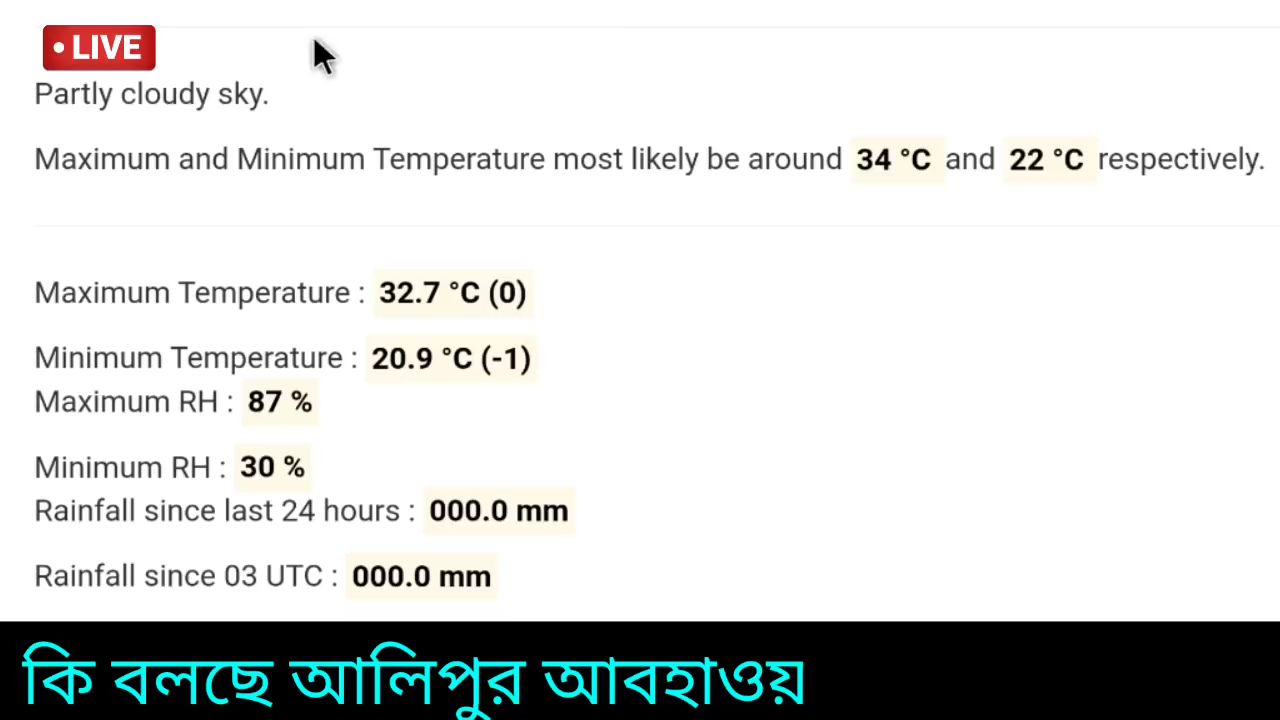 • LIVE
Partly cloudy sky.
Maximum and Minimum Temperature most likely be around 34 °C and 22 °C respectively.
Maximum Temperature : 32.7 °C (0)
Minimum Temperature : 20.9 °C (-1)
Maximum RH : 87 %
Minimum RH : 30 %
Rainfall since last 24 hours : 000.0 mm
Rainfall since 03 UTC : 000.0 mm
কি বলছে আলিপুর আবহাওয়